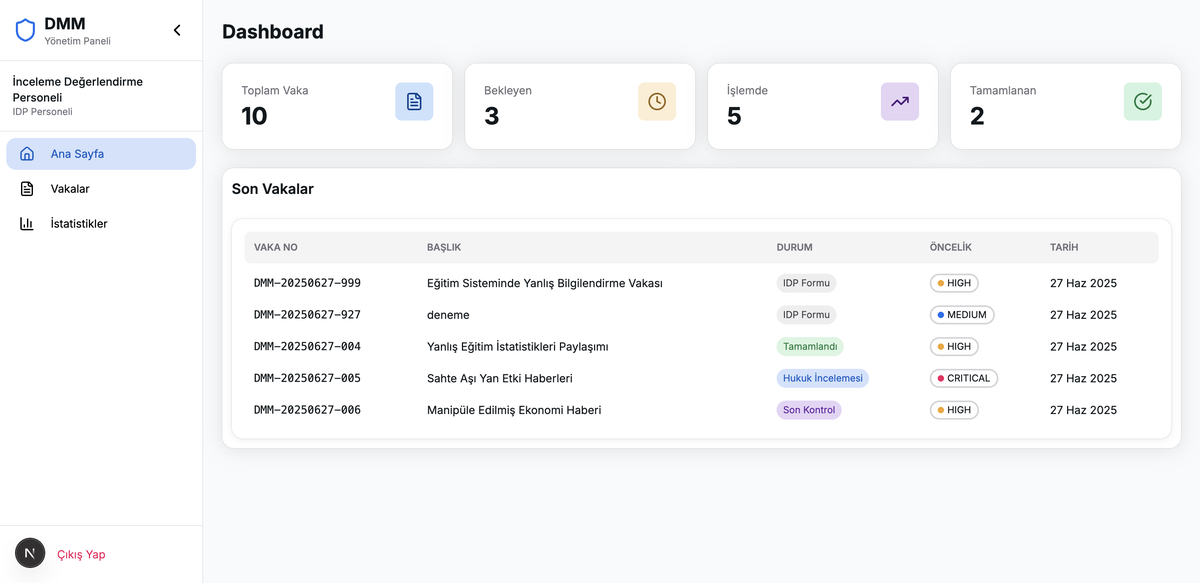 DMM
Yönetim Paneli
İnceleme Değerlendirme
Personeli
IDP Personeli
Ana Sayfa
Vakalar
İstatistikler
N
Çıkış Yap
Dashboard
Toplam Vaka
10
Bekleyen
3
İşlemde
5
Tamamlanan
2
Son Vakalar
VAKA NO BAŞLIK DURUM ÖNCELİK TARİH
DMM-20250627-999 Eğitim Sisteminde Yanlış Bilgilendirme Vakası IDP Formu HIGH 27 Haz 2025
DMM-20250627-927 deneme IDP Formu MEDIUM 27 Haz 2025
DMM-20250627-004 Yanlış Eğitim İstatistikleri Paylaşımı Tamamlandı HIGH 27 Haz 2025
DMM-20250627-005 Sahte Aşı Yan Etki Haberleri Hukuk İncelemesi CRITICAL 27 Haz 2025
DMM-20250627-006 Manipüle Edilmiş Ekonomi Haberi Son Kontrol HIGH 27 Haz 2025